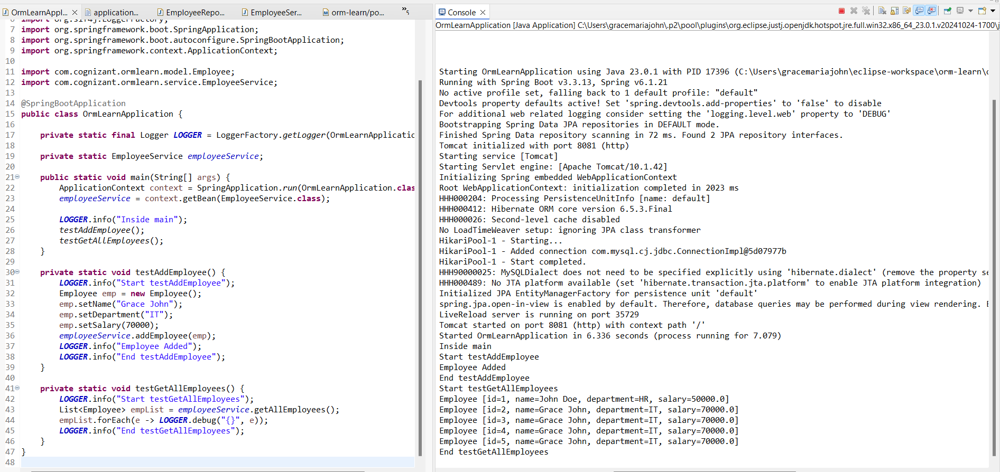 OrmLearnAppl...
application...
EmployeeRepo...
EmployeeSer...
orm-learn/po...
»5
import org.slf4j.LoggerFactory;
7 import org.springframework.boot.SpringApplication;
8 import org.springframework.boot.autoconfigure.SpringBootApplication;
9 import org.springframework.context.ApplicationContext;
10
11 import com.cognizant.ormlearn.model.Employee;
12 import com.cognizant.ormlearn.service.EmployeeService;
13
14 @SpringBootApplication
15 public class OrmLearnApplication {
16
17 private static final Logger LOGGER = LoggerFactory.getLogger(OrmLearnApplicatic
18
19 private static EmployeeService employeeService;
20
21 public static void main(String[] args) {
22 ApplicationContext context = SpringApplication.run(OrmLearnApplication.clas
23 employeeService = context.getBean(EmployeeService.class);
24
25 LOGGER.info("Inside main");
26 testAddEmployee();
27 testGetAllEmployees();
28 }
29
30 private static void testAddEmployee() {
31 LOGGER.info("Start testAddEmployee");
32 Employee emp = new Employee();
33 emp.setName("Grace John");
34 emp.setDepartment("IT");
35 emp.setSalary(70000);
36 employeeService.addEmployee(emp);
37 LOGGER.info("Employee Added");
38 LOGGER.info("End testAddEmployee");
39 }
40
41 private static void testGetAllEmployees() {
42 LOGGER.info("Start testGetAllEmployees");
43 List<Employee> empList = employeeService.getAllEmployees();
44 empList.forEach(e -> LOGGER.debug("{}", e));
45 LOGGER.info("End testGetAllEmployees");
46 }
47 }
48
Console
OrmLearnApplication [Java Application] C:\Users\gracemariajohn\.p2\pool\plugins\org.eclipse.justj.openjdk.hotspot.jre.full.win32.x86_64_23.0.1.v20241024-1700\j
Starting OrmLearnApplication using Java 23.0.1 with PID 17396 (C:\Users\gracemariajohn\eclipse-workspace\orm-learn\
Running with Spring Boot v3.3.13, Spring v6.1.21
No active profile set, falling back to 1 default profile: "default"
Devtools property defaults active! Set 'spring.devtools.add-properties' to 'false' to disable
For additional web related logging consider setting the 'logging.level.web' property to 'DEBUG'
Bootstrapping Spring Data JPA repositories in DEFAULT mode.
Finished Spring Data repository scanning in 72 ms. Found 2 JPA repository interfaces.
Tomcat initialized with port 8081 (http)
Starting service [Tomcat]
Starting Servlet engine: [Apache Tomcat/10.1.42]
Initializing Spring embedded WebApplicationContext
Root WebApplicationContext: initialization completed in 2023 ms
HHH000204: Processing PersistenceUnitInfo [name: default]
HHH000412: Hibernate ORM core version 6.5.3.Final
HHH000026: Second-level cache disabled
No LoadTimeWeaver setup: ignoring JPA class transformer
HikariPool-1 - Starting...
HikariPool-1 - Added connection com.mysql.cj.jdbc.ConnectionImpl@5d07977b
HikariPool-1 - Start completed.
HHH90000025: MySQLDialect does not need to be specified explicitly using 'hibernate.dialect' (remove the property se
HHH000489: No JTA platform available (set 'hibernate.transaction.jta.platform' to enable JTA platform integration)
Initialized JPA EntityManagerFactory for persistence unit 'default'
spring.jpa.open-in-view is enabled by default. Therefore, database queries may be performed during view rendering. E
LiveReload server is running on port 35729
Tomcat started on port 8081 (http) with context path '/'
Started OrmLearnApplication in 6.336 seconds (process running for 7.079)
Inside main
Start testAddEmployee
Employee Added
End testAddEmployee
Start testGetAllEmployees
Employee [id=1, name=John Doe, department=HR, salary=50000.0]
Employee [id=2, name=Grace John, department=IT, salary=70000.0]
Employee [id=3, name=Grace John, department=IT, salary=70000.0]
Employee [id=4, name=Grace John, department=IT, salary=70000.0]
Employee [id=5, name=Grace John, department=IT, salary=70000.0]
End testGetAllEmployees